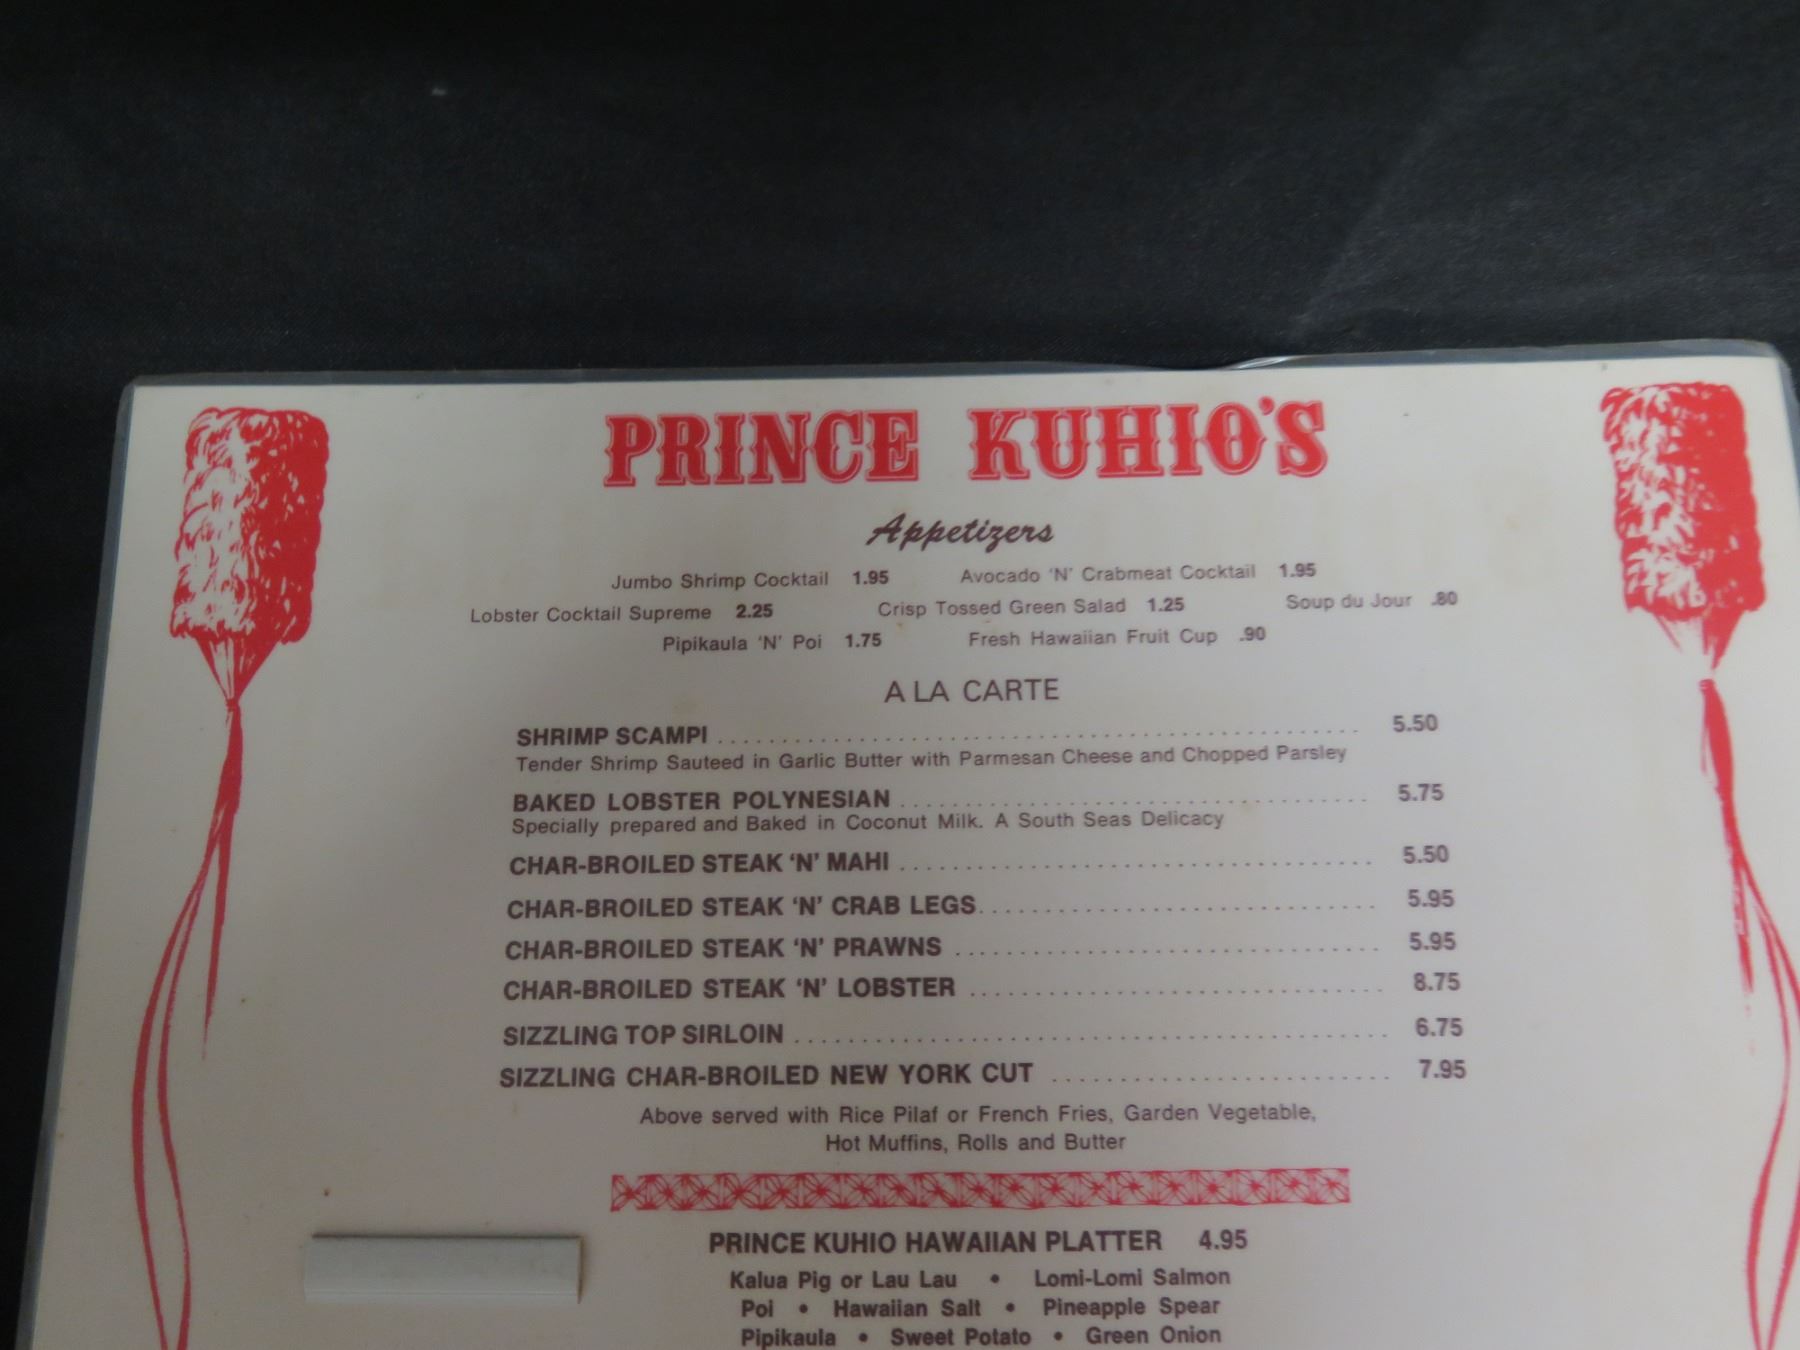 PRINCE KUHIO'S
Appetizers
Jumbo Shrimp Cocktail 1.95 Avocado 'N' Crabmeat Cocktail 1.95
Lobster Cocktail Supreme 2.25 Crisp Tossed Green Salad 1.25 Soup du Jour .80
Pipikaula 'N' Poi 1.75 Fresh Hawaiian Fruit Cup .90
A LA CARTE
SHRIMP SCAMPI 5.50
Tender Shrimp Sauteed in Garlic Butter with Parmesan Cheese and Chopped Parsley
BAKED LOBSTER POLYNESIAN 5.75
Specially prepared and Baked in Coconut Milk. A South Seas Delicacy
CHAR-BROILED STEAK 'N' MAHI 5.50
CHAR-BROILED STEAK 'N' CRAB LEGS 5.95
CHAR-BROILED STEAK 'N' PRAWNS 5.95
CHAR-BROILED STEAK 'N' LOBSTER 8.75
SIZZLING TOP SIRLOIN 6.75
SIZZLING CHAR-BROILED NEW YORK CUT 7.95
Above served with Rice Pilaf or French Fries, Garden Vegetable,
Hot Muffins, Rolls and Butter
PRINCE KUHIO HAWAIIAN PLATTER 4.95
Kalua Pig or Lau Lau • Lomi-Lomi Salmon
Poi • Hawaiian Salt • Pineapple Spear
Pipikaula • Sweet Potato • Green Onion